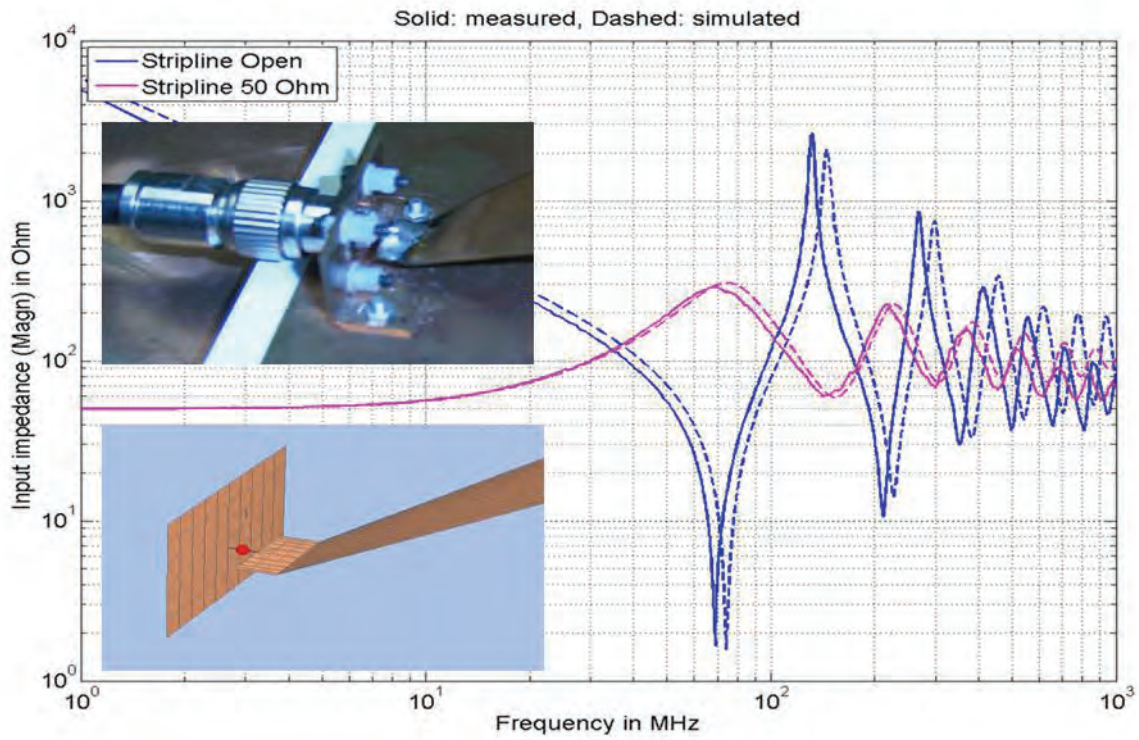 Solid: measured, Dashed: simulated
Stripline Open
Stripline 50 Ohm
Input impedance (Magn) in Ohm
10^4
10^3
10^2
10^1
10^0
10^0
10^1
10^2
10^3
Frequency in MHz